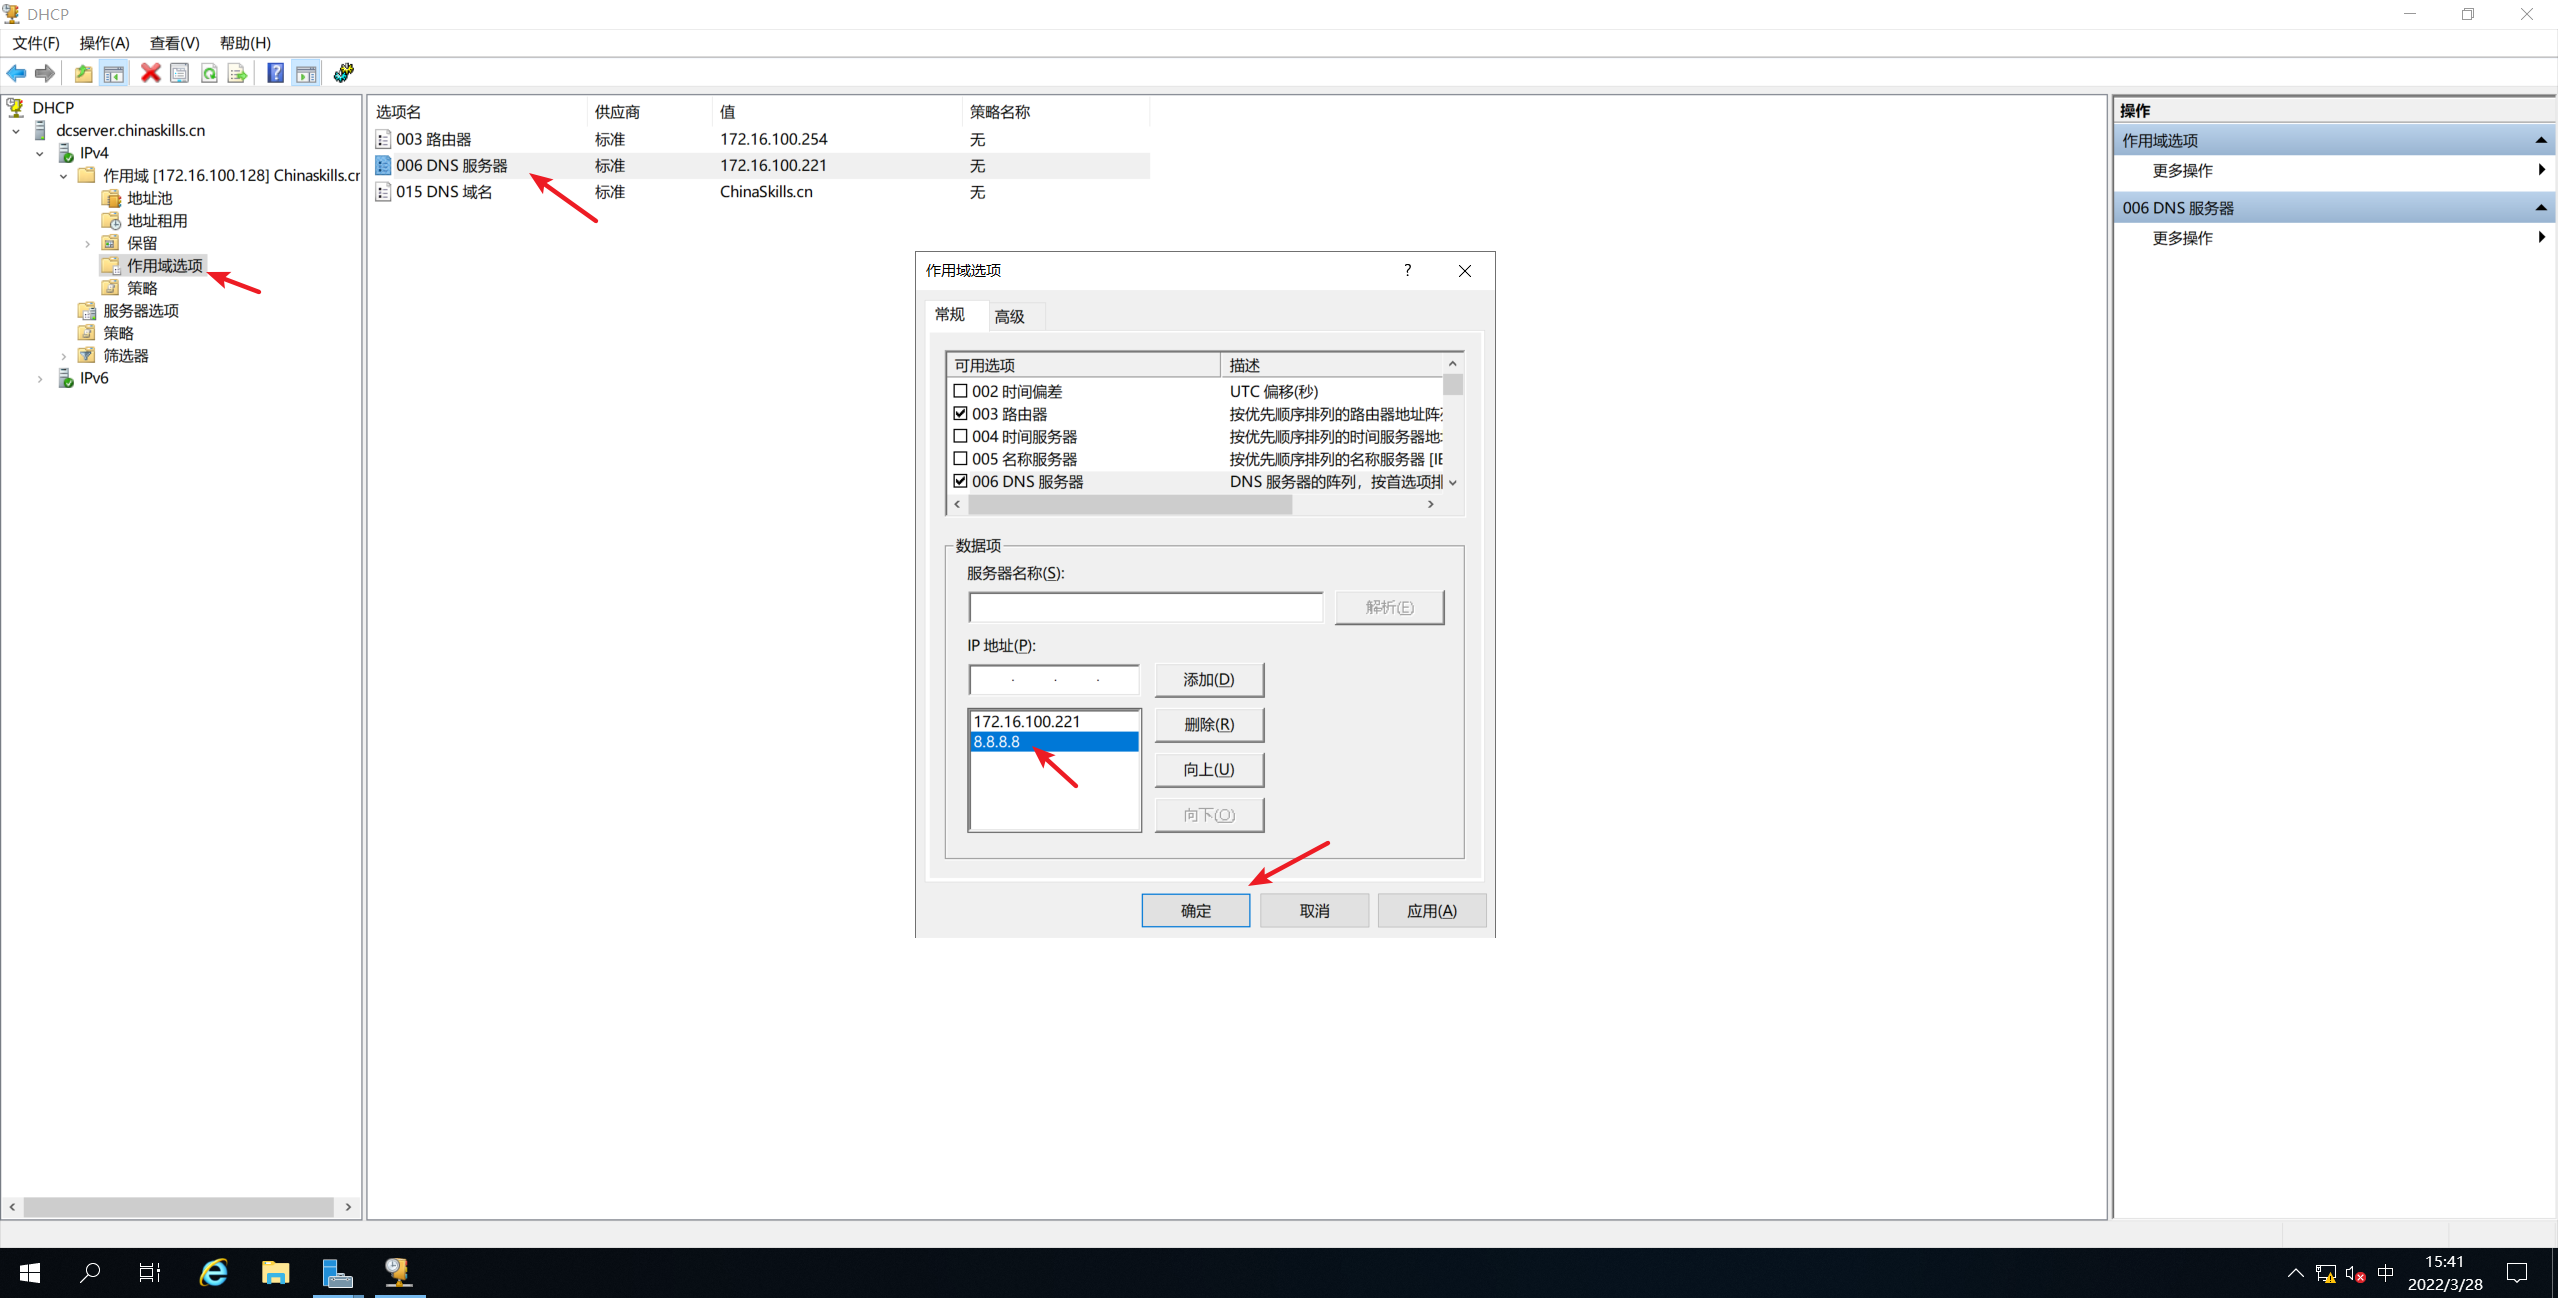 DHCP
文件(F) 操作(A) 查看(V) 帮助(H)
DHCP
dcserver.chinaskills.cn
IPv4
作用域 [172.16.100.128] Chinaskills.cr
地址池
地址租用
保留
作用域选项
策略
服务器选项
策略
筛选器
IPv6
选项名 供应商 值 策略名称
003 路由器 标准 172.16.100.254 无
006 DNS 服务器 标准 172.16.100.221 无
015 DNS 域名 标准 ChinaSkills.cn 无
作用域选项
常规 高级
可用选项 描述
002 时间偏差 UTC 偏移(秒)
003 路由器 按优先顺序排列的路由器地址阵
004 时间服务器 按优先顺序排列的时间服务器地
005 名称服务器 按优先顺序排列的名称服务器 [IE
006 DNS 服务器 DNS 服务器的阵列，按首选项排
数据项
服务器名称(S):
解析(E)
IP 地址(P):
添加(D)
172.16.100.221
8.8.8.8
删除(R)
向上(U)
向下(O)
确定 取消 应用(A)
操作
作用域选项
更多操作
006 DNS 服务器
更多操作
中
15:41
2022/3/28